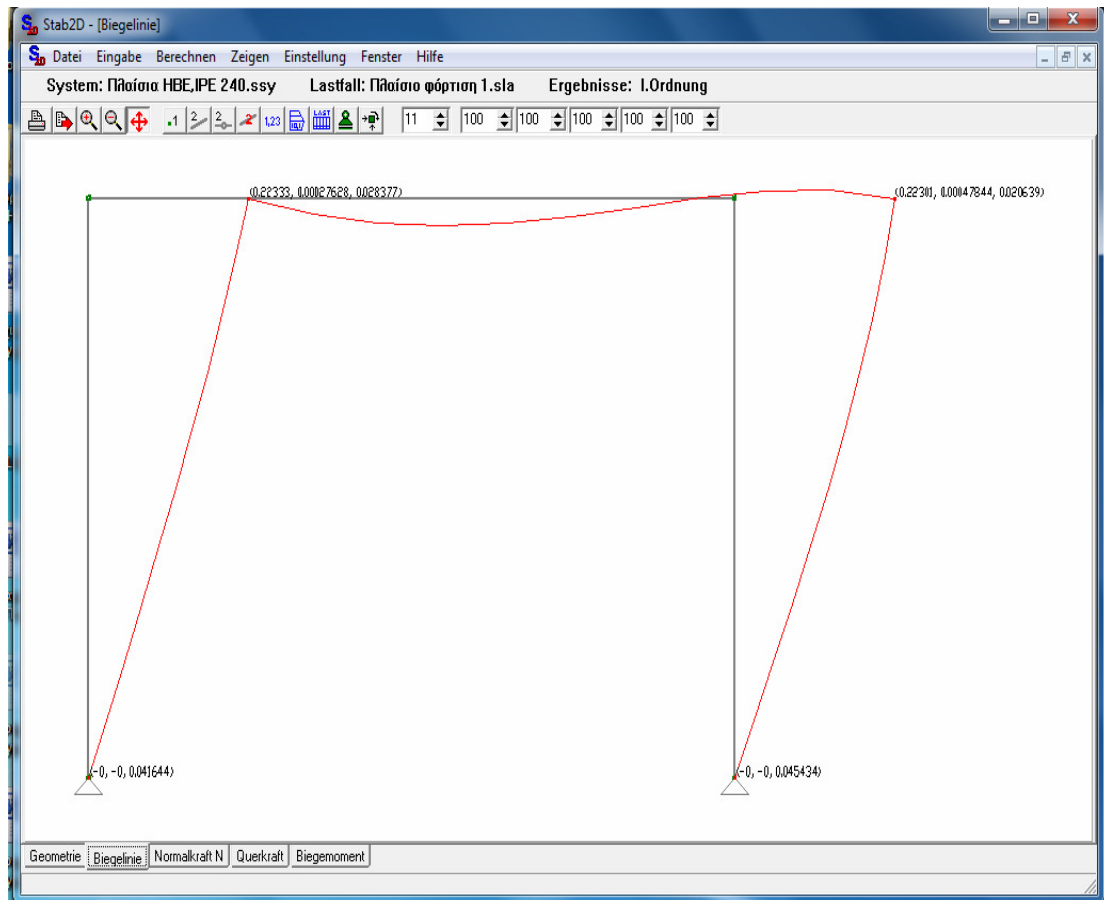 Stab2D - [Biegelinie]
Datei Eingabe Berechnen Zeigen Einstellung Fenster Hilfe
System: Πλαίσια HBE,IPE 240.ssy Lastfall: Πλαίσιο φόρτιση 1.sla Ergebnisse: I.Ordnung
11 100 100 100 100 100
(0.22333, 0.00027628, 0.028377)
(0.22301, 0.00047844, 0.020639)
(-0, -0, 0.041644)
(-0, -0, 0.045434)
Geometrie Biegelinie Normalkraft N Querkraft Biegemoment